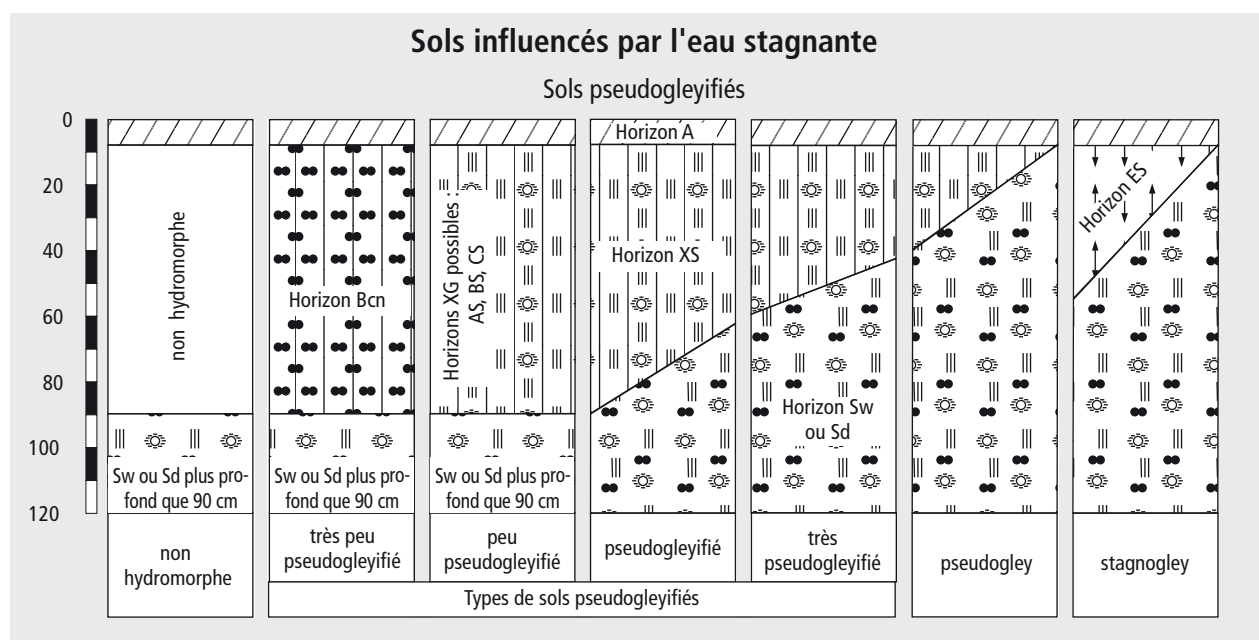 Sols influencés par l'eau stagnante
Sols pseudogleyifiés
0
20
40
60
80
100
120
non hydromorphe
Sw ou Sd plus pro-
fond que 90 cm
non
hydromorphe
Horizon Bcn
Sw ou Sd plus pro-
fond que 90 cm
très peu
pseudogleyifié
Horizons XG possibles :
AS, BS, CS
Sw ou Sd plus pro-
fond que 90 cm
peu
pseudogleyifié
Horizon A
Horizon XS
pseudogleyifié
Horizon Sw
ou Sd
très
pseudogleyifié
Types de sols pseudogleyifiés
pseudogley
Horizon ES
stagnogley